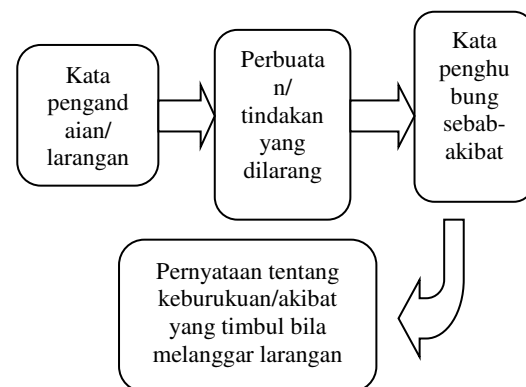 Kata
pengand
aian/
larangan
Perbuata
n/
tindakan
yang
dilarang
Kata
penghu
bung
sebab-
akibat
Pernyataan tentang
keburukuan/akibat
yang timbul bila
melanggar larangan